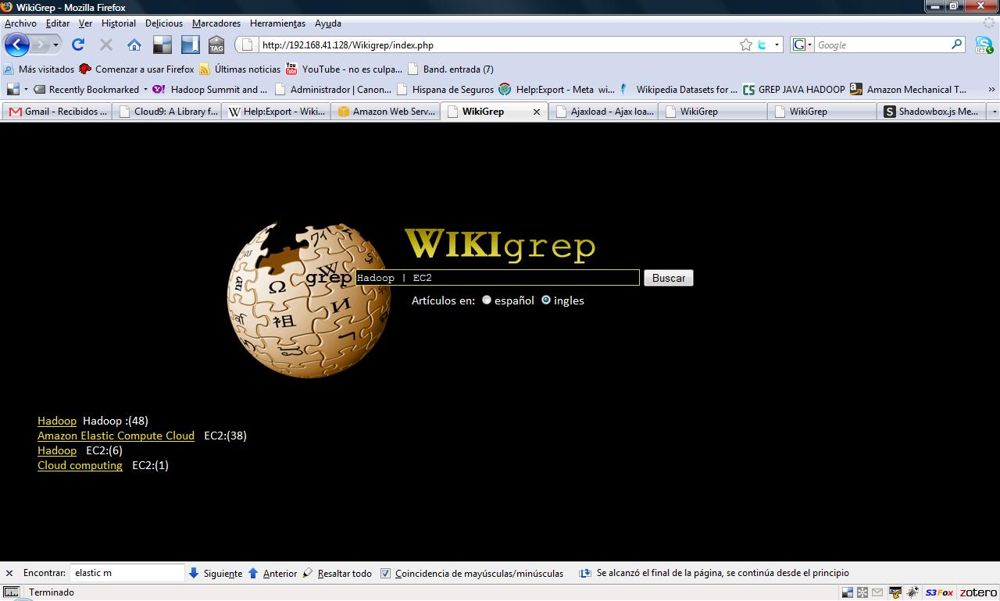 WikiGrep - Mozilla Firefox
Archivo Editar Ver Historial Delicious Marcadores Herramientas Ayuda
TAG http://192.168.41.128/Wikigrep/index.php G Google
Más visitados Comenzar a usar Firefox Últimas noticias You Tube YouTube - no es culpa... Band. entrada (7)
Recently Bookmarked Y! Hadoop Summit and ... Administrador | Canon... Hispana de Seguros Help:Export - Meta wi... Wikipedia Datasets for ... CS GREP JAVA HADOOP a Amazon Mechanical T... »
Gmail - Recibidos ... Cloud9: A Library f... W Help:Export - Wiki... Amazon Web Serv... WikiGrep Ajaxload - Ajax loa... WikiGrep WikiGrep S Shadowbox.js Me...
WIKIgrep
grep Hadoop | EC2 Buscar
Artículos en: español ingles
Ω W И 祖
Hadoop Hadoop :(48)
Amazon Elastic Compute Cloud EC2:(38)
Hadoop EC2:(6)
Cloud computing EC2:(1)
Encontrar: elastic m Siguiente Anterior Resaltar todo Coincidencia de mayúsculas/minúsculas Se alcanzó el final de la página, se continúa desde el principio
Terminado S3Fox zotero